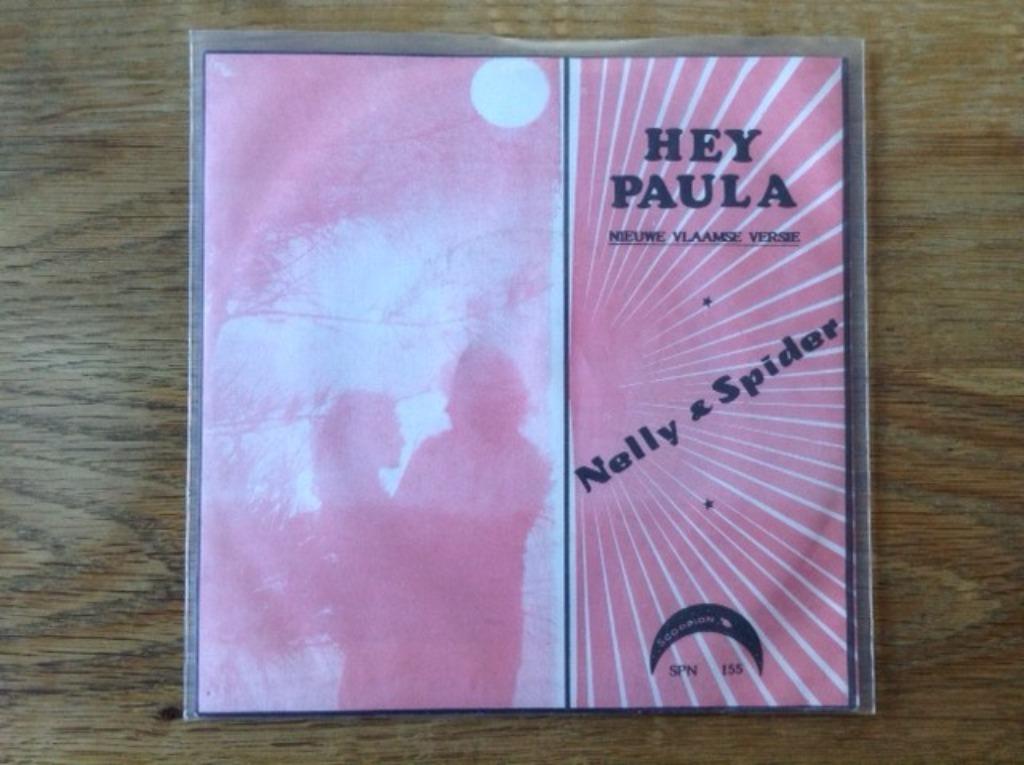 HEY
PAULA
NIEUWE VLAAMSE VERSIE
Nelly & Spider
SCORPION
SPN 155